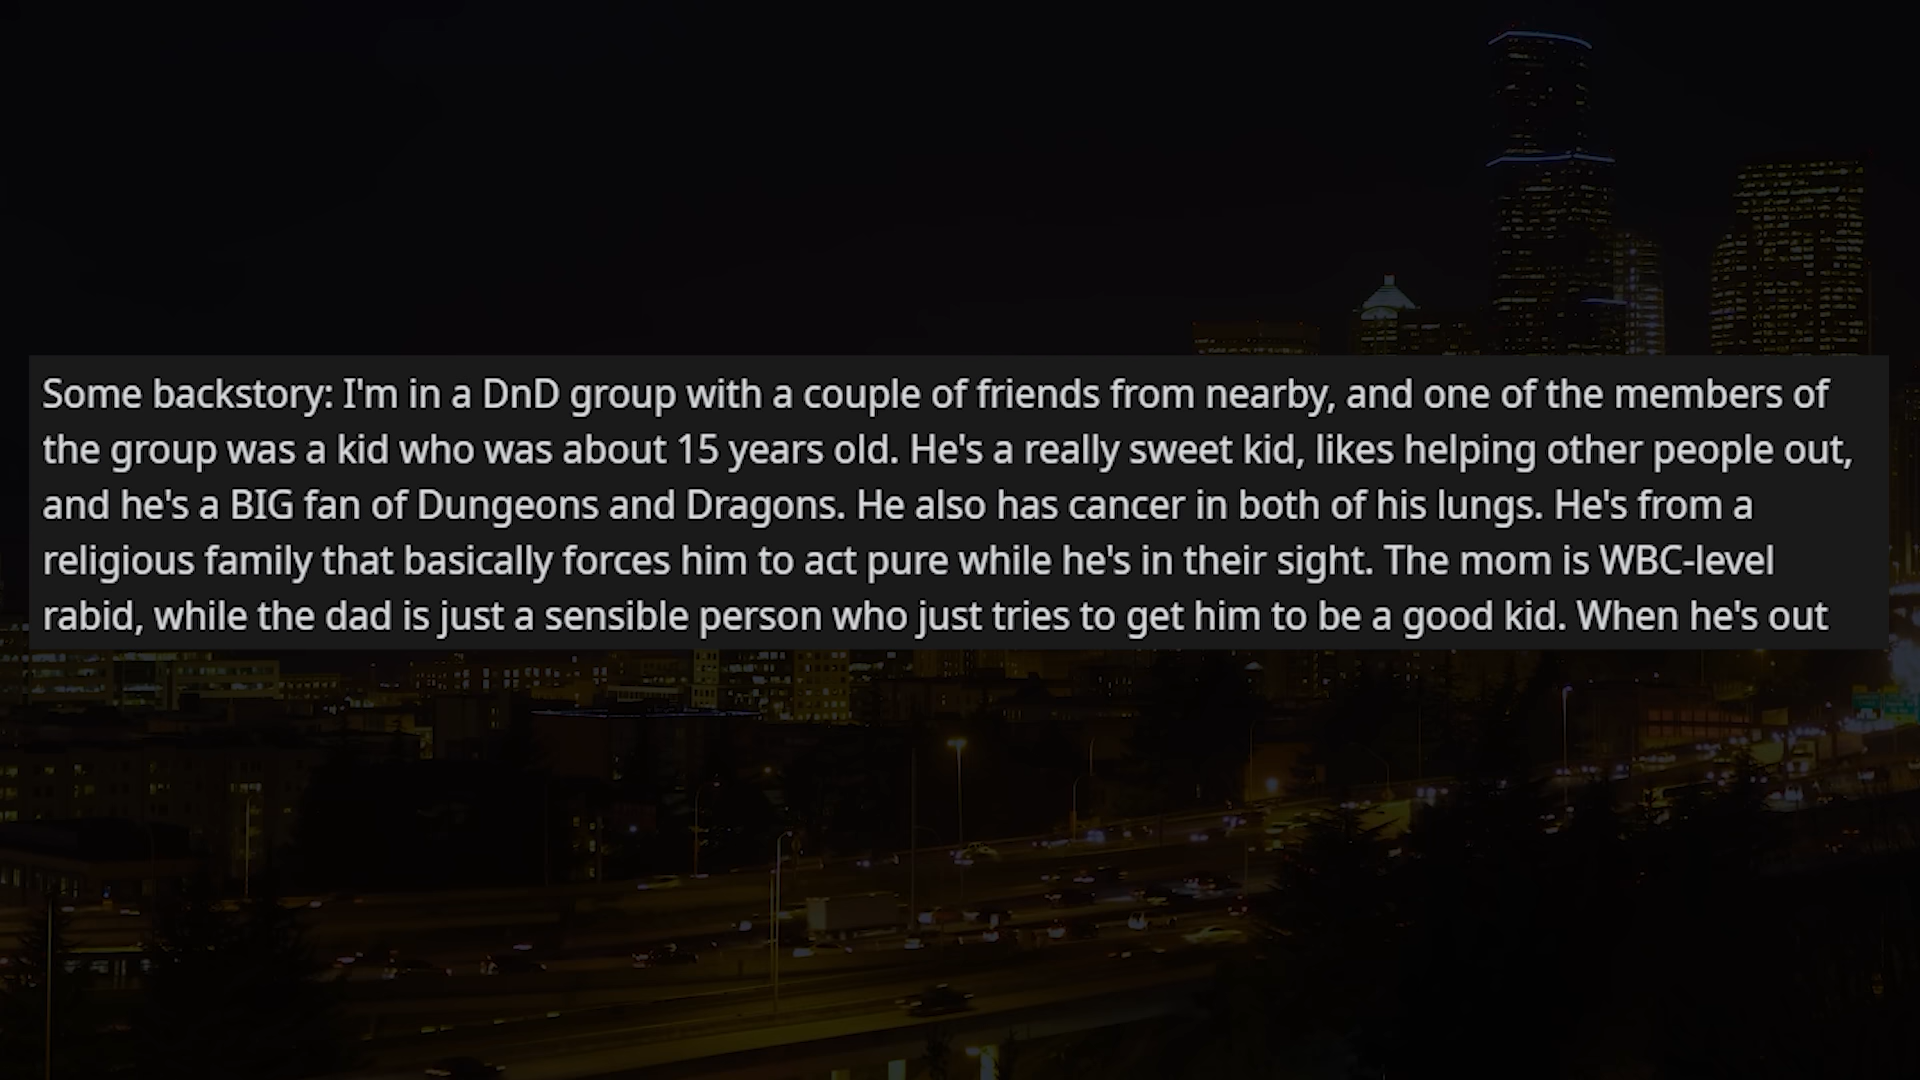 Some backstory: I'm in a DnD group with a couple of friends from nearby, and one of the members of
the group was a kid who was about 15 years old. He's a really sweet kid, likes helping other people out,
and he's a BIG fan of Dungeons and Dragons. He also has cancer in both of his lungs. He's from a
religious family that basically forces him to act pure while he's in their sight. The mom is WBC-level
rabid, while the dad is just a sensible person who just tries to get him to be a good kid. When he's out